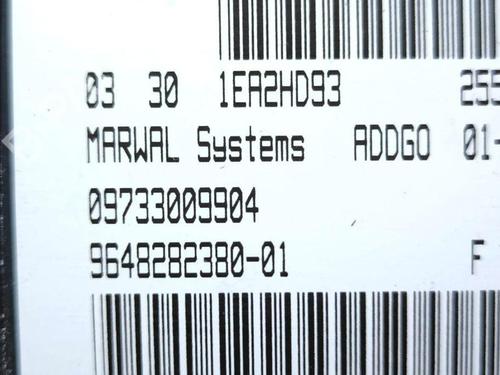 03 30 1EA2HD93 255
MARWAL Systems ADDGO 01-
09733009904
9648282380-01 F